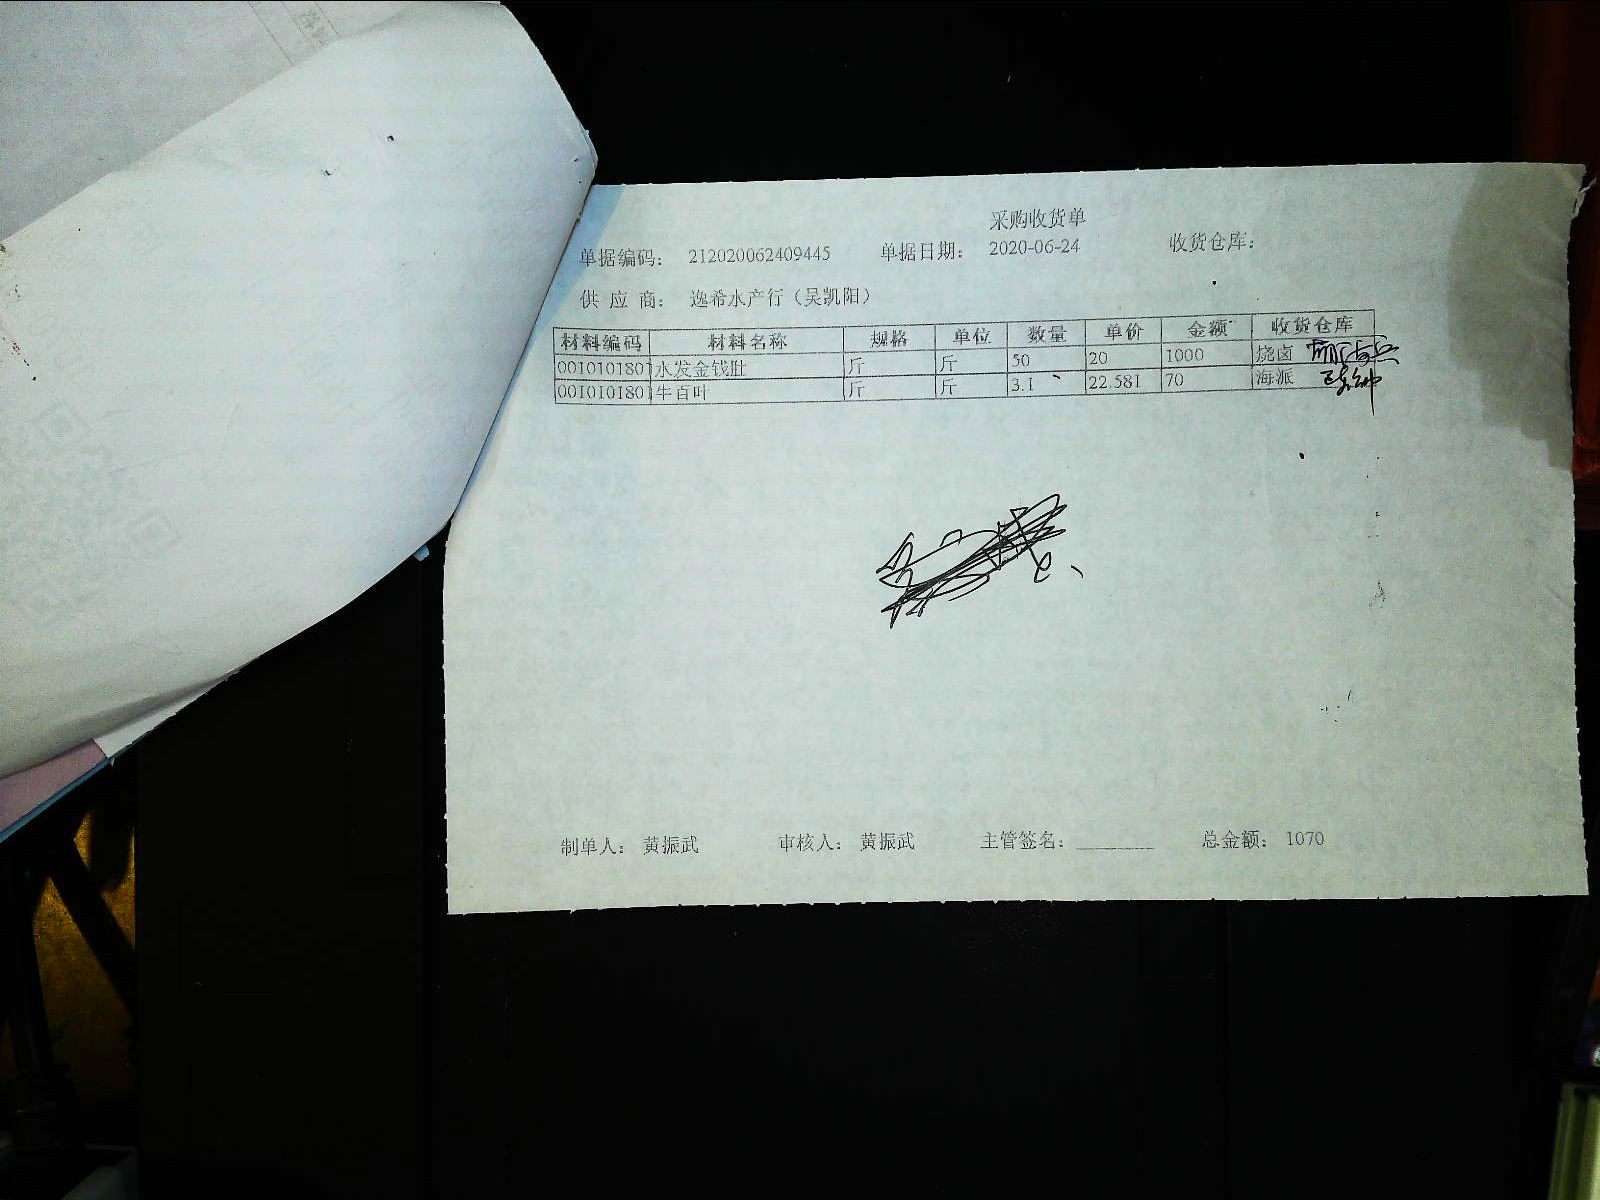 采购收货单
单据编码： 212020062409445 单据日期： 2020-06-24 收货仓库：
供 应 商： 逸希水产行（吴凯阳）
材料编码 材料名称 规格 单位 数量 单价 金额 收货仓库
0010101801 水发金钱肚 斤 斤 50 20 1000 烧卤
0010101801 牛百叶 斤 斤 3.1 22.581 70 海派
制单人： 黄振武 审核人： 黄振武 主管签名：________ 总金额： 1070